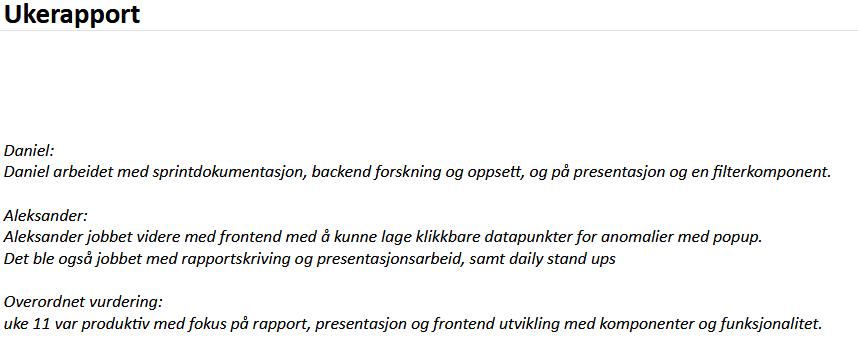 Ukerapport
Daniel:
Daniel arbeidet med sprintdokumentasjon, backend forskning og oppsett, og på presentasjon og en filterkomponent.
Aleksander:
Aleksander jobbet videre med frontend med å kunne lage klikkbare datapunkter for anomalier med popup.
Det ble også jobbet med rapportskriving og presentasjonsarbeid, samt daily stand ups
Overordnet vurdering:
uke 11 var produktiv med fokus på rapport, presentasjon og frontend utvikling med komponenter og funksjonalitet.